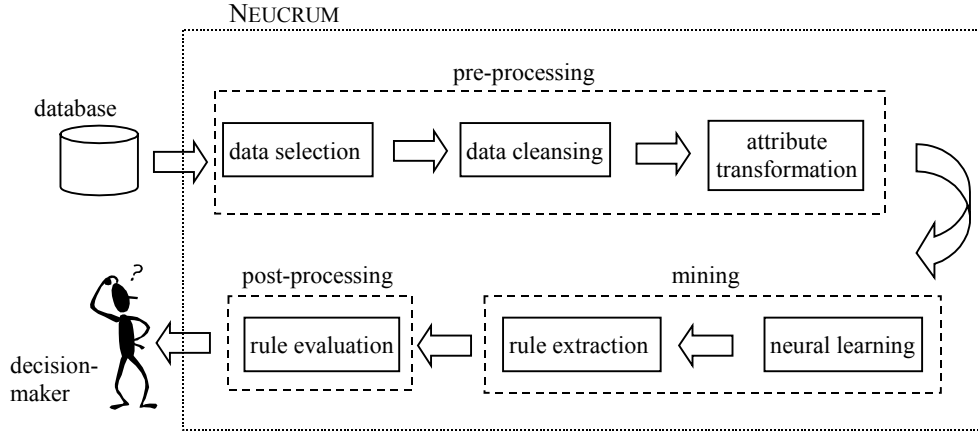 NEUCRUM
pre-processing
database
data selection
data cleansing
attribute
transformation
?
post-processing
mining
rule evaluation
rule extraction
neural learning
decision-
maker